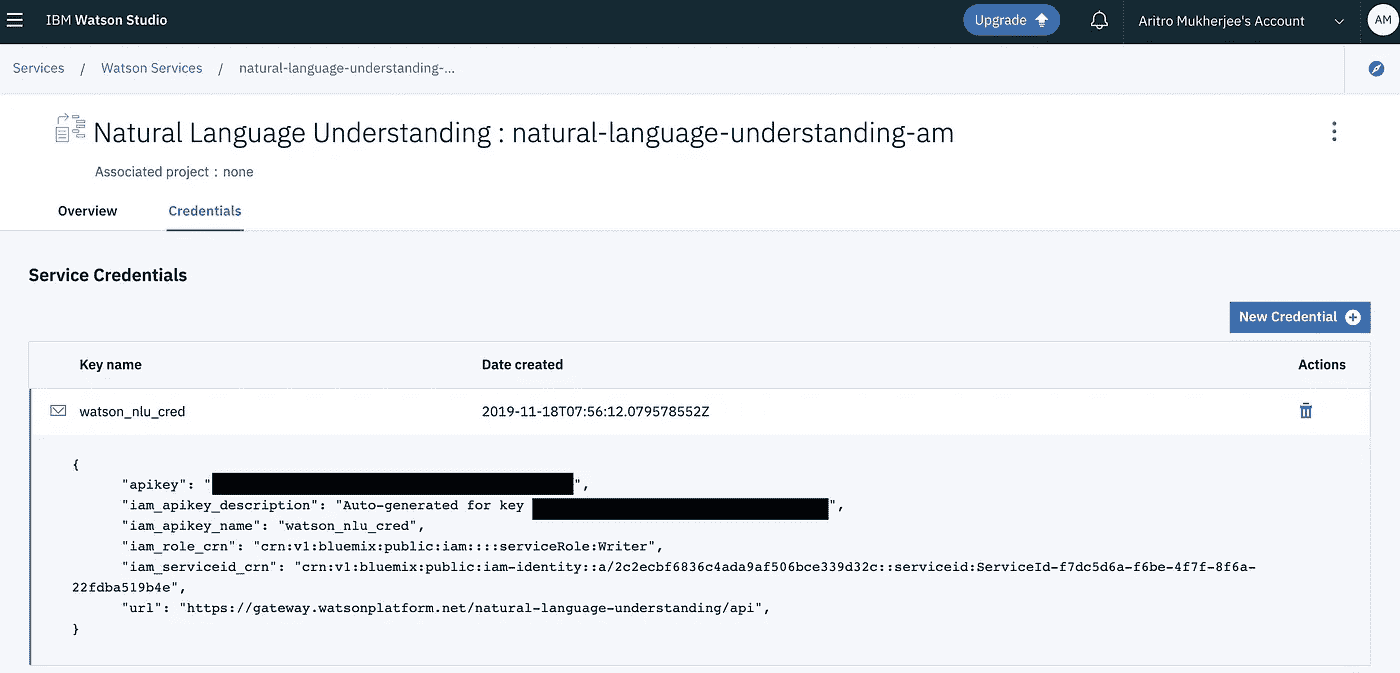 IBM Watson Studio
Upgrade
Aritro Mukherjee's Account
AM
Services / Watson Services / natural-language-understanding-...
Natural Language Understanding : natural-language-understanding-am
Associated project : none
Overview
Credentials
Service Credentials
New Credential
Key name
Date created
Actions
watson_nlu_cred
2019-11-18T07:56:12.079578552Z
{
"apikey": "",
"iam_apikey_description": "Auto-generated for key ",
"iam_apikey_name": "watson_nlu_cred",
"iam_role_crn": "crn:v1:bluemix:public:iam::::serviceRole:Writer",
"iam_serviceid_crn": "crn:v1:bluemix:public:iam-identity::a/2c2ecbf6836c4ada9af506bce339d32c::serviceid:ServiceId-f7dc5d6a-f6be-4f7f-8f6a-
22fdba519b4e",
"url": "https://gateway.watsonplatform.net/natural-language-understanding/api",
}